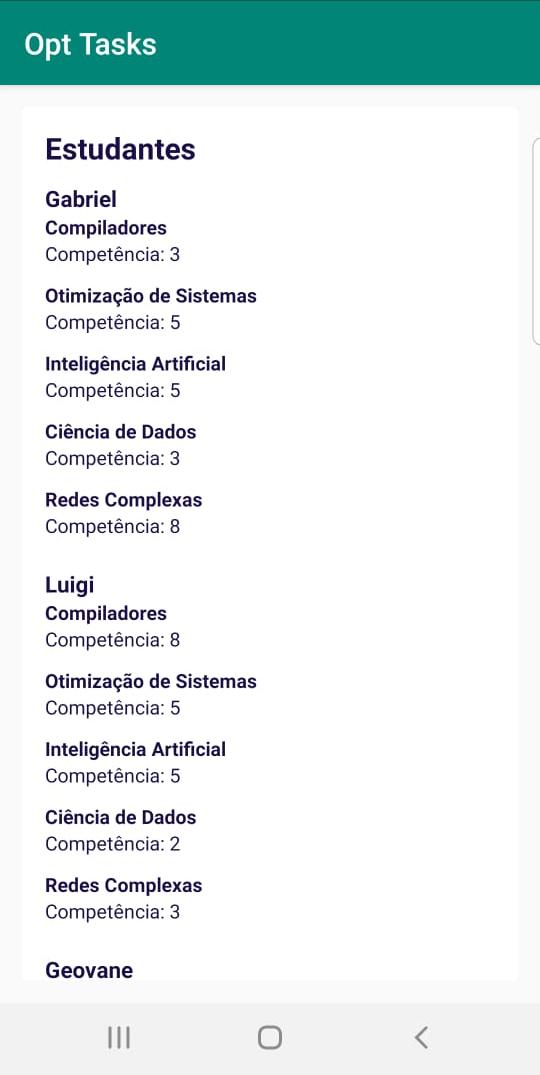 Opt Tasks
Estudantes
Gabriel
Compiladores
Competência: 3
Otimização de Sistemas
Competência: 5
Inteligência Artificial
Competência: 5
Ciência de Dados
Competência: 3
Redes Complexas
Competência: 8
Luigi
Compiladores
Competência: 8
Otimização de Sistemas
Competência: 5
Inteligência Artificial
Competência: 5
Ciência de Dados
Competência: 2
Redes Complexas
Competência: 3
Geovane